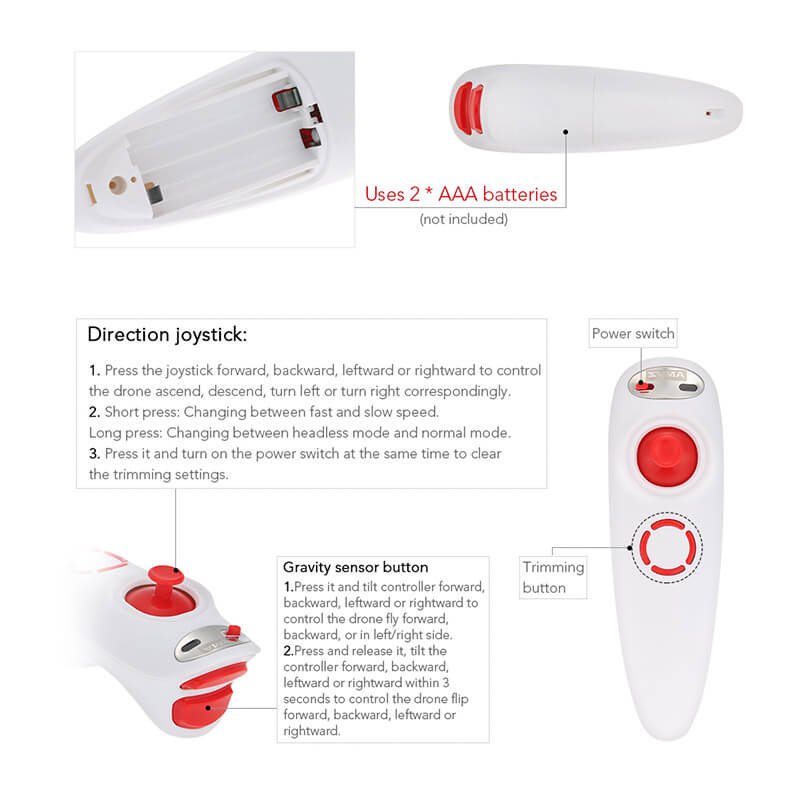 Uses 2 * AAA batteries
(not included)
Direction joystick:
1. Press the joystick forward, backward, leftward or rightward to control
the drone ascend, descend, turn left or turn right correspondingly.
2. Short press: Changing between fast and slow speed.
Long press: Changing between headless mode and normal mode.
3. Press it and turn on the power switch at the same time to clear
the trimming settings.
Power switch
SYMA
Trimming
button
Gravity sensor button
1.Press it and tilt controller forward,
backward, leftward or rightward to
control the drone fly forward,
backward, or in left/right side.
2.Press and release it, tilt the
controller forward, backward,
leftward or rightward within 3
seconds to control the drone flip
forward, backward, leftward or
rightward.